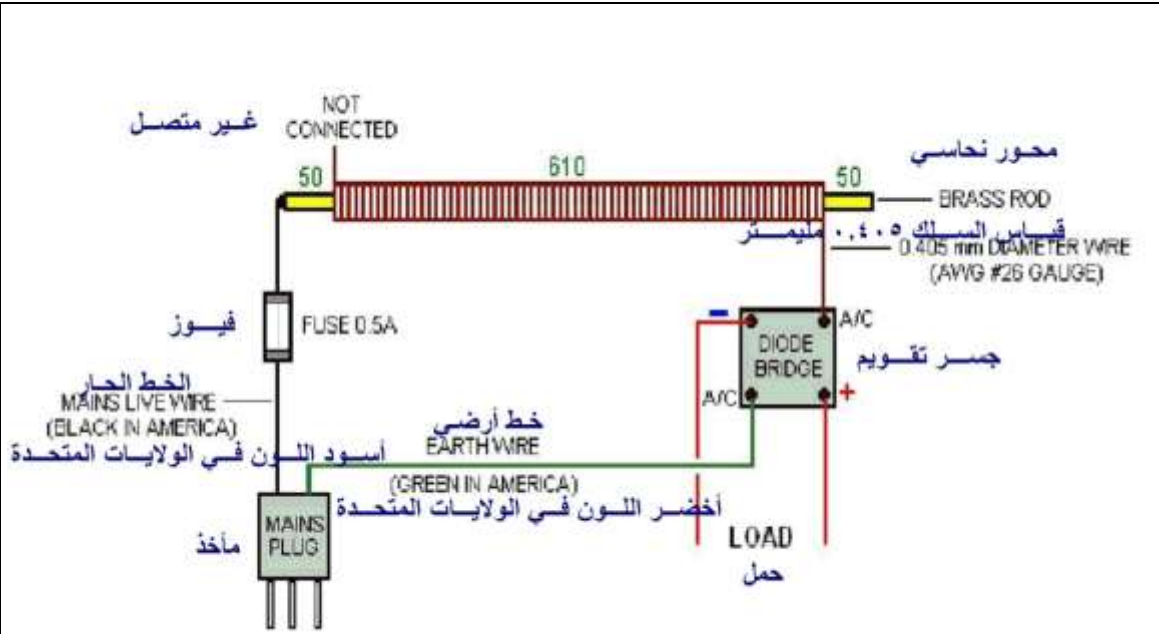 غير متصل
NOT
CONNECTED
50
610
50
محور نحاسي
BRASS ROD
قياس السلك ٠,٤٠٥ مليمتر
0.405 mm DIAMETER WIRE
(AWG #26 GAUGE)
فيوز
FUSE 0.5A
-
A/C
DIODE
BRIDGE
جسر تقويم
A/C
+
الخط الحار
MAINS LIVE WIRE
(BLACK IN AMERICA)
أسود اللون في الولايات المتحدة
خط أرضي
EARTH WIRE
(GREEN IN AMERICA)
أخضر اللون في الولايات المتحدة
MAINS
PLUG
مأخذ
LOAD
حمل